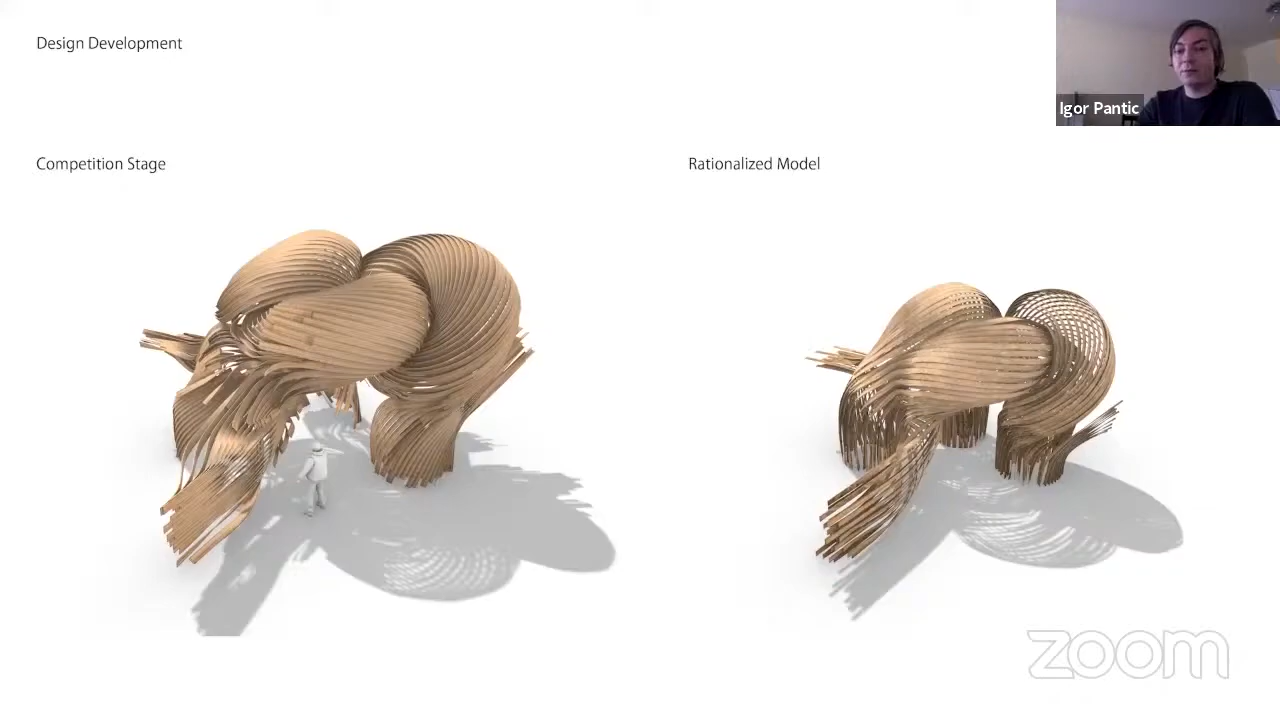 Design Development
Igor Pantic
Competition Stage
Rationalized Model
zoom